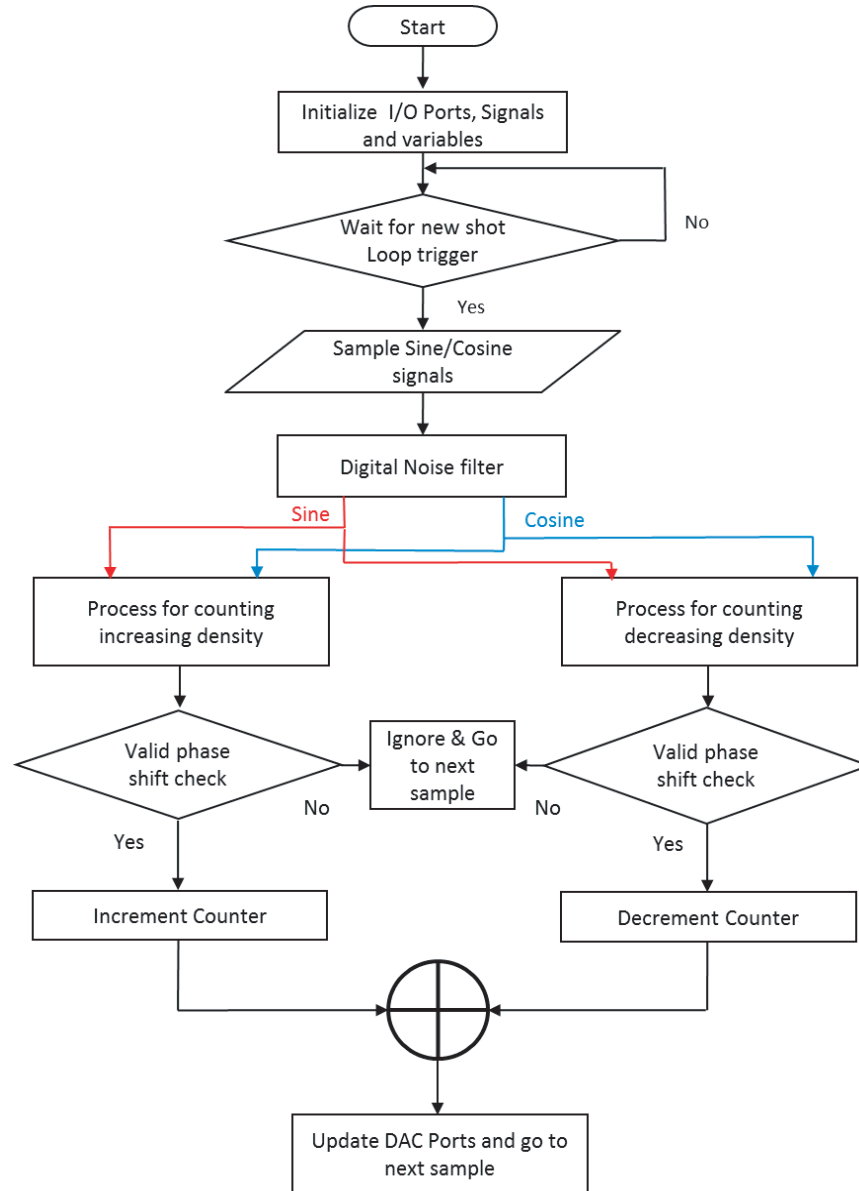 Start
Initialize I/O Ports, Signals
and variables
Wait for new shot
Loop trigger
No
Yes
Sample Sine/Cosine
signals
Digital Noise filter
Sine
Cosine
Process for counting
increasing density
Process for counting
decreasing density
Valid phase
shift check
Ignore & Go
to next
sample
Valid phase
shift check
No
No
Yes
Yes
Increment Counter
Decrement Counter
Update DAC Ports and go to
next sample